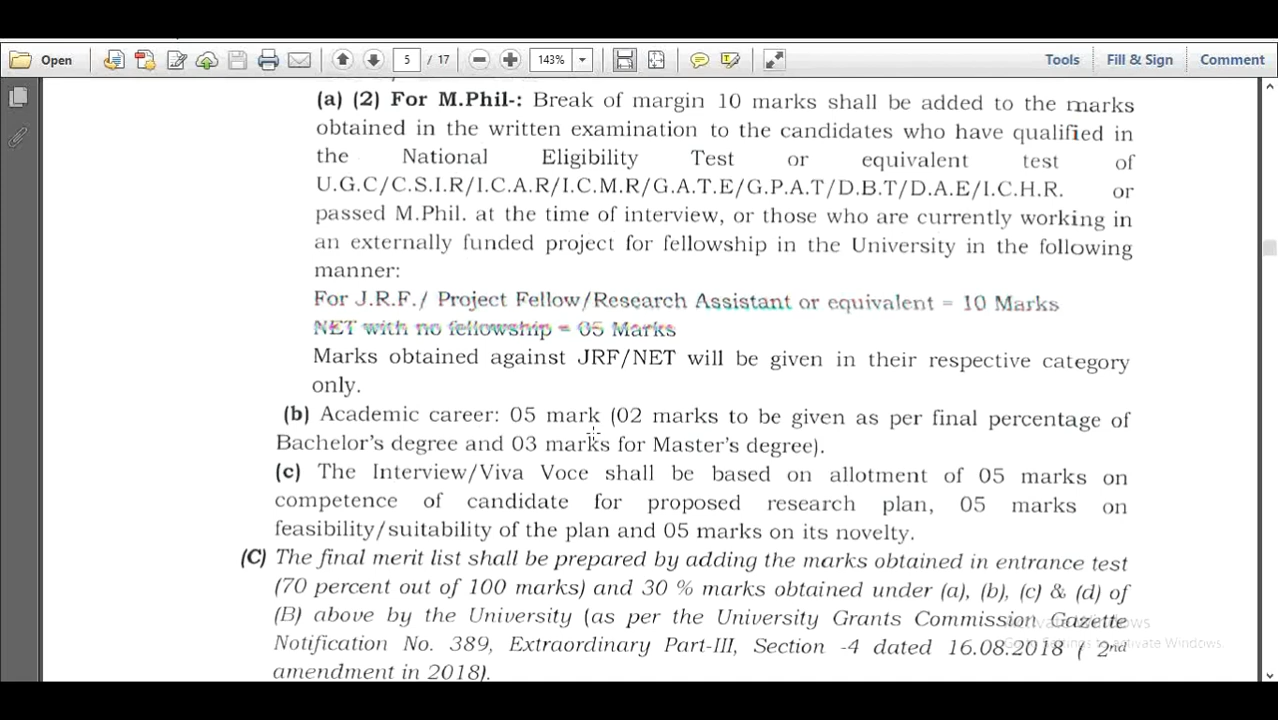 Open
5 / 17
143%
Tools
Fill & Sign
Comment
(a) (2) For M.Phil-: Break of margin 10 marks shall be added to the marks
obtained in the written examination to the candidates who have qualified in
the National Eligibility Test or equivalent test of
U.G.C/C.S.I.R/I.C.A.R/I.C.M.R/G.A.T.E/G.P.A.T/D.B.T/D.A.E/I.C.H.R. or
passed M.Phil. at the time of interview, or those who are currently working in
an externally funded project for fellowship in the University in the following
manner:
For J.R.F./ Project Fellow/Research Assistant or equivalent = 10 Marks
NET with no fellowship = 05 Marks
Marks obtained against JRF/NET will be given in their respective category
only.
(b) Academic career: 05 mark (02 marks to be given as per final percentage of
Bachelor's degree and 03 marks for Master's degree).
(c) The Interview/Viva Voce shall be based on allotment of 05 marks on
competence of candidate for proposed research plan, 05 marks on
feasibility/suitability of the plan and 05 marks on its novelty.
(C) The final merit list shall be prepared by adding the marks obtained in entrance test
(70 percent out of 100 marks) and 30 % marks obtained under (a), (b), (c) & (d) of
(B) above by the University (as per the University Grants Commission Gazette
Notification No. 389, Extraordinary Part-III, Section -4 dated 16.08.2018 ( 2nd
amendment in 2018).
Activate Windows
Go to Settings to activate Windows.